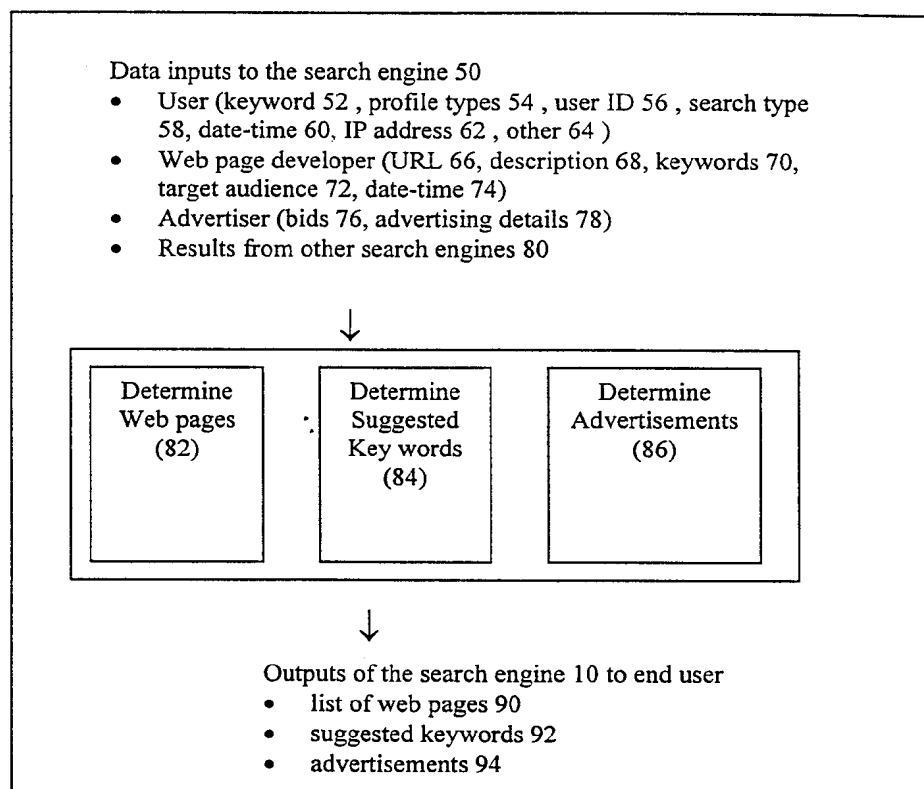 Data inputs to the search engine 50
• User (keyword 52 , profile types 54 , user ID 56 , search type
58, date-time 60, IP address 62 , other 64 )
• Web page developer (URL 66, description 68, keywords 70,
target audience 72, date-time 74)
• Advertiser (bids 76, advertising details 78)
• Results from other search engines 80
↓
Determine
Web pages
(82)
Determine
Suggested
Key words
(84)
Determine
Advertisements
(86)
↓
Outputs of the search engine 10 to end user
• list of web pages 90
• suggested keywords 92
• advertisements 94